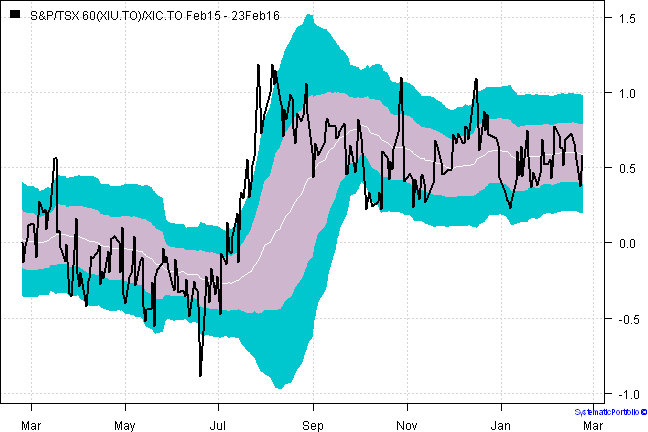 S&P/TSX 60(XIU.TO)/XIC.TO Feb15 - 23Feb16
1.5
1.0
0.5
0.0
-0.5
-1.0
Mar May Jul Sep Nov Jan Mar
SystematicPortfolio ©